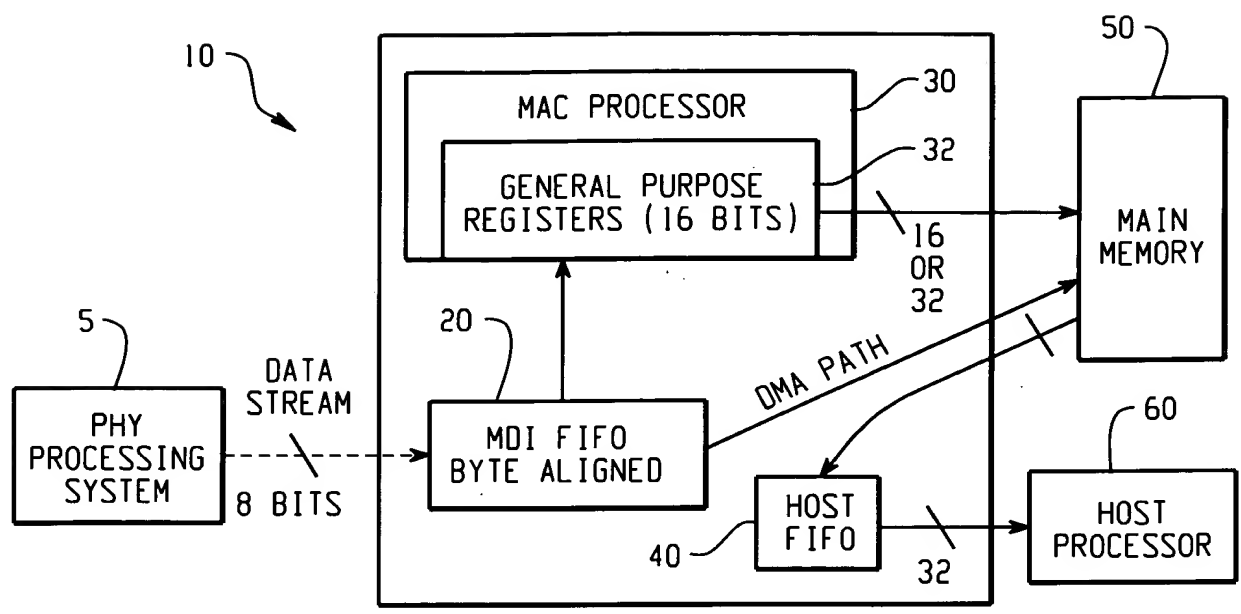 10
50
30
MAC PROCESSOR
32
GENERAL PURPOSE
REGISTERS (16 BITS)
16
OR
32
MAIN
MEMORY
5
20
DATA
STREAM
DMA PATH
60
PHY
PROCESSING
SYSTEM
8 BITS
MDI FIFO
BYTE ALIGNED
HOST
FIFO
40
32
HOST
PROCESSOR